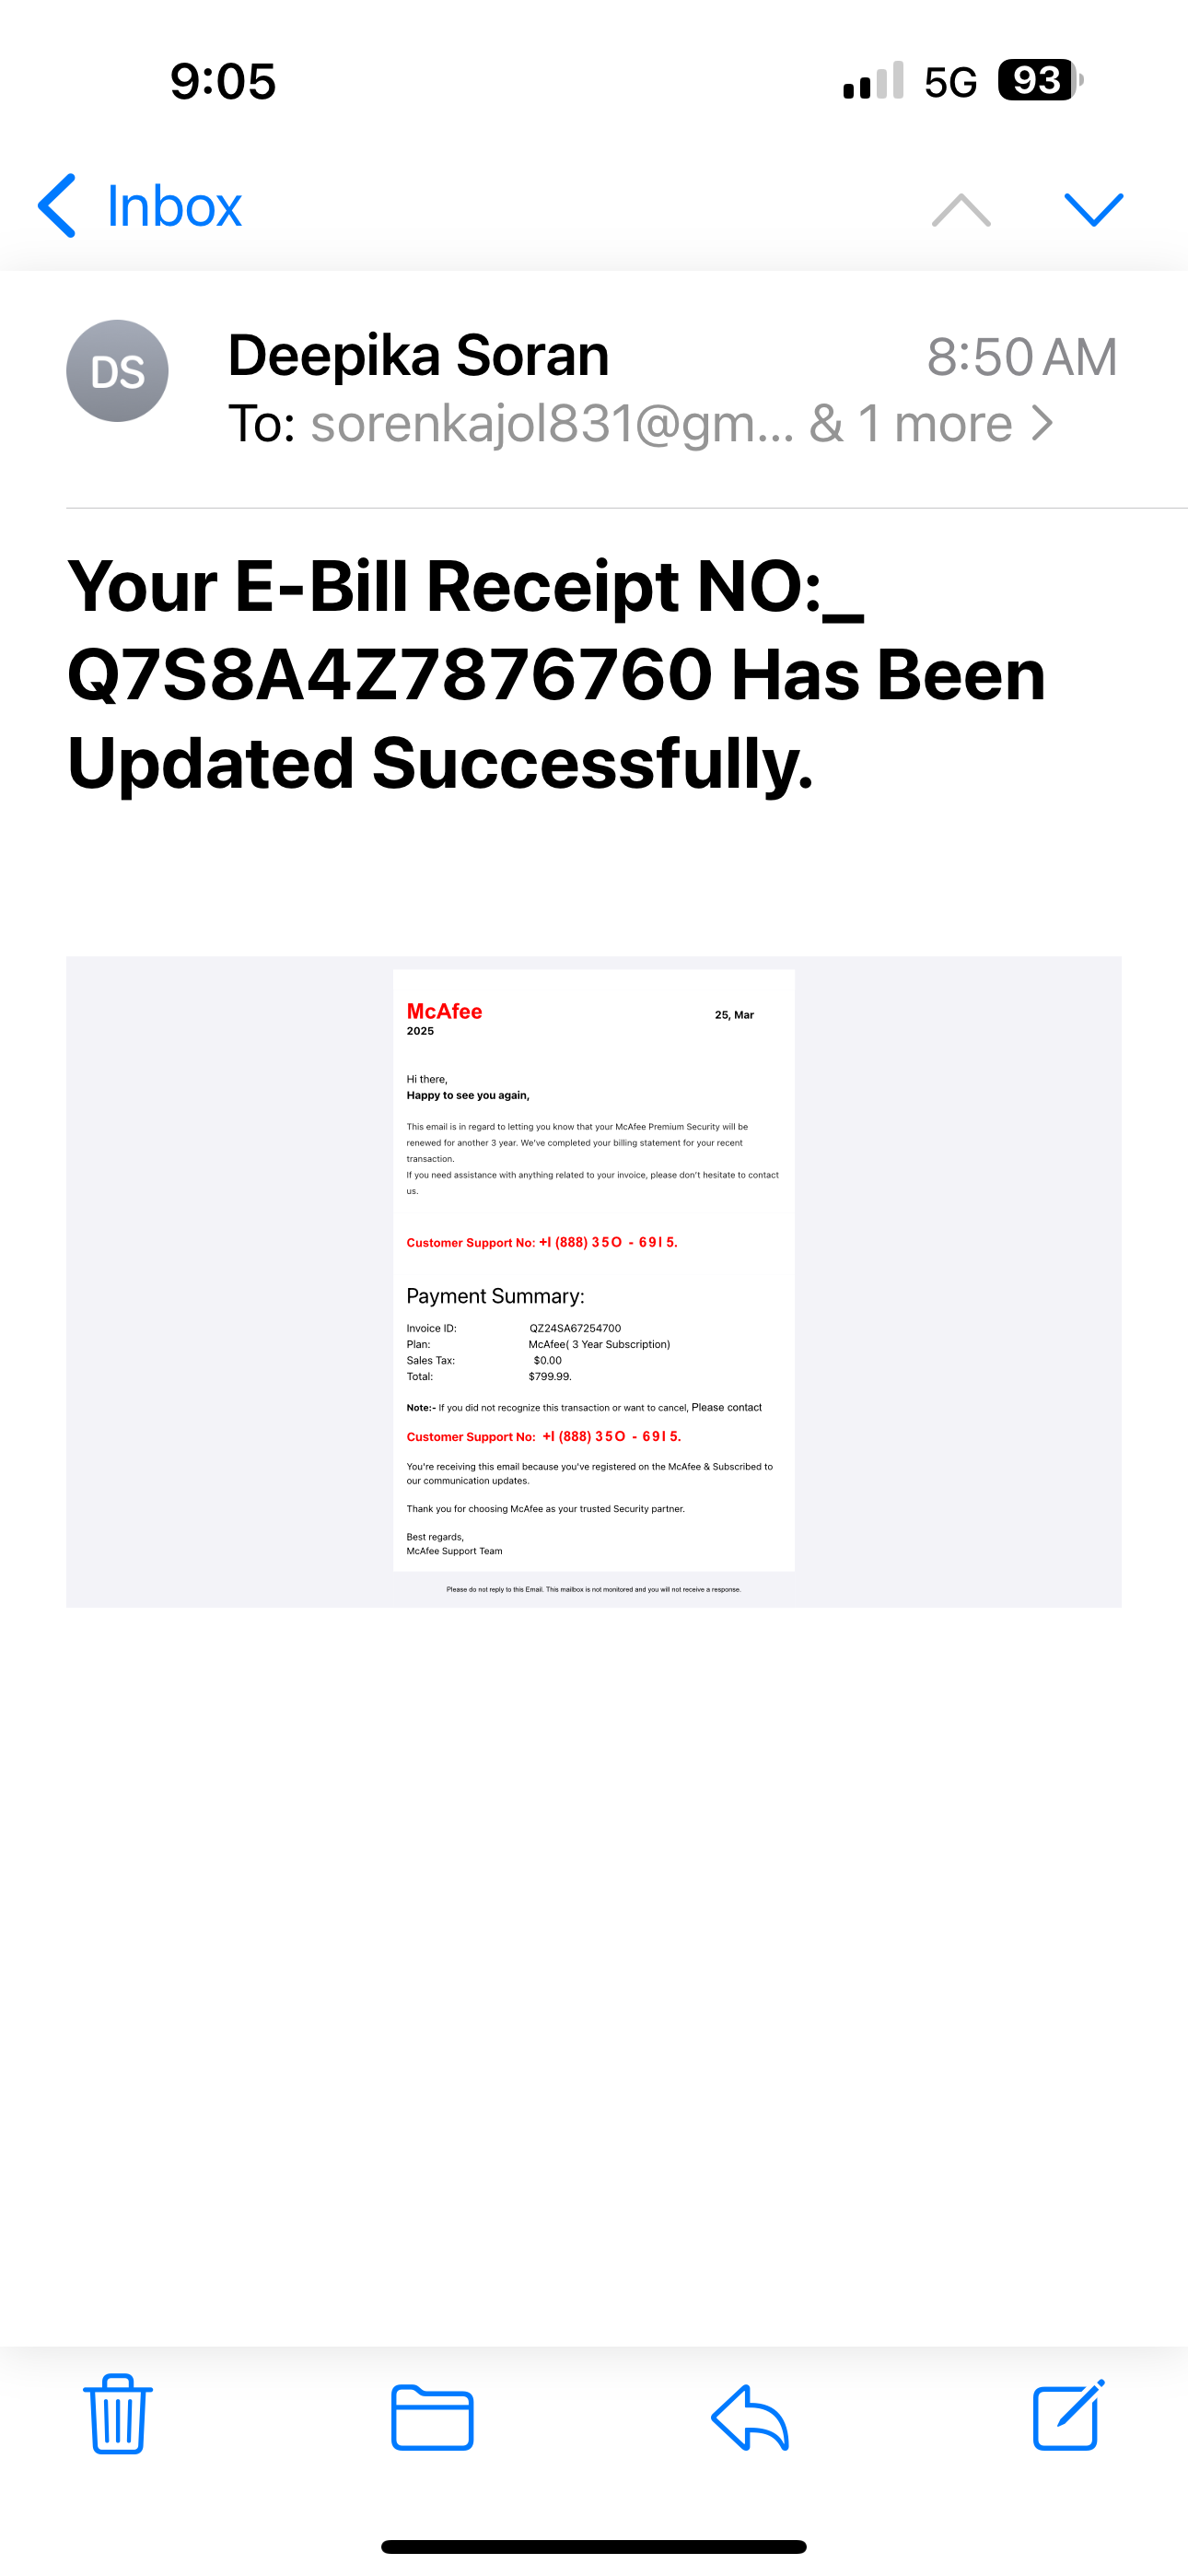 9:05 5G 93
Inbox
DS
Deepika Soran 8:50 AM
To: sorenkajol831@gm... & 1 more >
Your E-Bill Receipt NO:_
Q7S8A4Z7876760 Has Been
Updated Successfully.
McAfee 25, Mar
2025
Hi there,
Happy to see you again,
This email is in regard to letting you know that your McAfee Premium Security will be
renewed for another 3 year. We've completed your billing statement for your recent
transaction.
If you need assistance with anything related to your invoice, please don't hesitate to contact
us.
Customer Support No: +I (888) 3 5 O - 6 9 I 5.
Payment Summary:
Invoice ID: QZ24SA67254700
Plan: McAfee( 3 Year Subscription)
Sales Tax: $0.00
Total: $799.99.
Note:- If you did not recognize this transaction or want to cancel, Please contact
Customer Support No: +I (888) 3 5 O - 6 9 I 5.
You're receiving this email because you've registered on the McAfee & Subscribed to
our communication updates.
Thank you for choosing McAfee as your trusted Security partner.
Best regards,
McAfee Support Team
Please do not reply to this Email. This mailbox is not monitored and you will not receive a response.